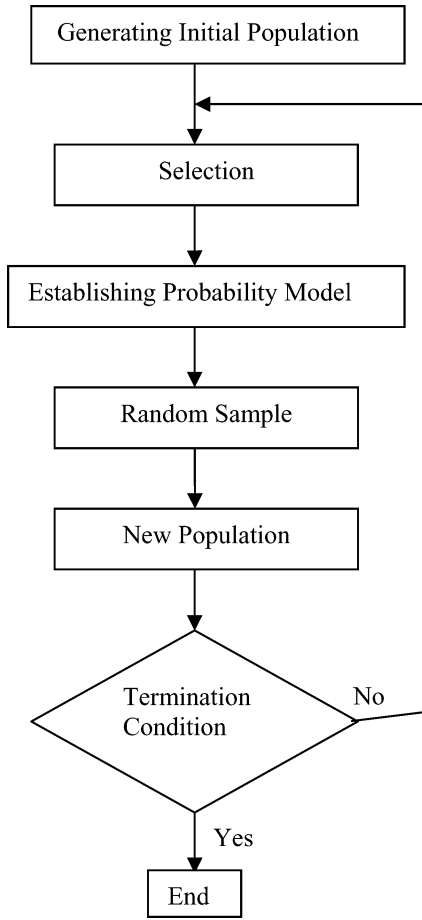 Generating Initial Population
Selection
Establishing Probability Model
Random Sample
New Population
Termination
Condition
No
Yes
End